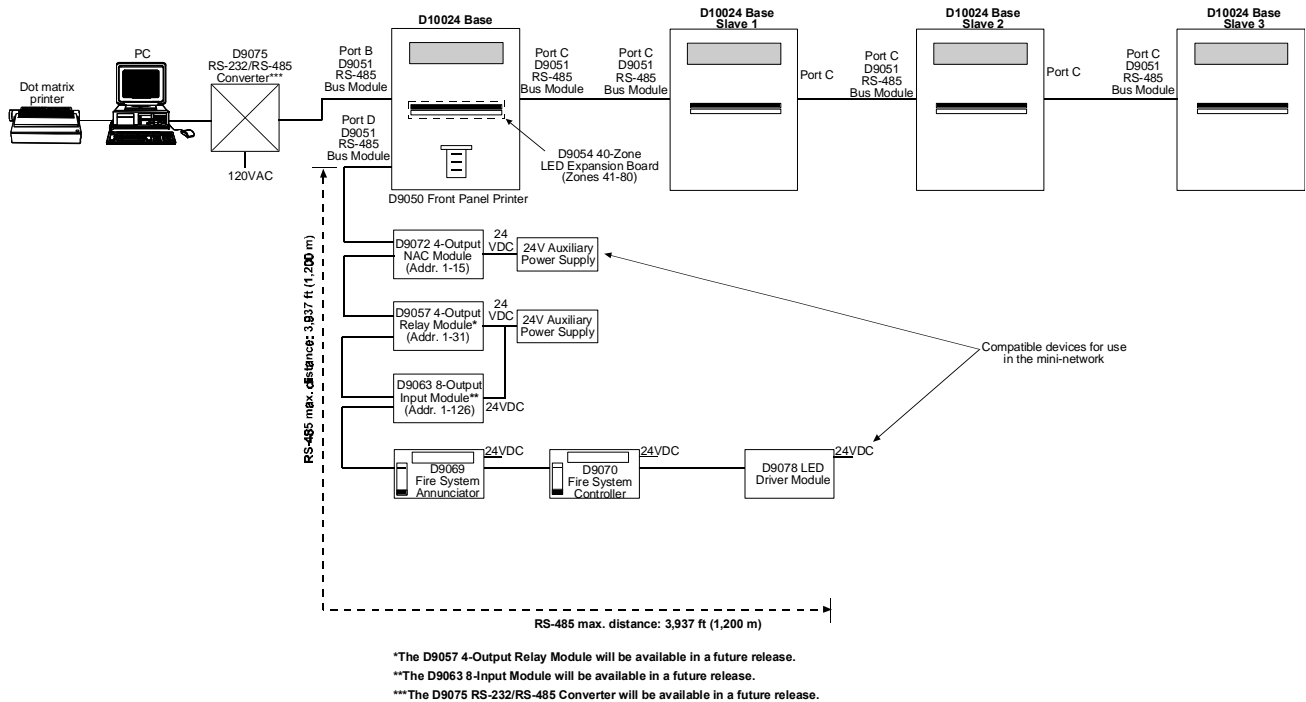 D10024 Base
D10024 Base
Slave 1
D10024 Base
Slave 2
D10024 Base
Slave 3
Dot matrix
printer
PC
D9075
RS-232/RS-485
Converter***
120VAC
Port B
D9051
RS-485
Bus Module
Port D
D9051
RS-485
Bus Module
Port C
D9051
RS-485
Bus Module
Port C
D9051
RS-485
Bus Module
Port C
Port C
D9051
RS-485
Bus Module
Port C
Port C
D9051
RS-485
Bus Module
D9054 40-Zone
LED Expansion Board
(Zones 41-80)
D9050 Front Panel Printer
D9072 4-Output
NAC Module
(Addr. 1-15)
24
VDC
24V Auxiliary
Power Supply
D9057 4-Output
Relay Module*
(Addr. 1-31)
24
VDC
24V Auxiliary
Power Supply
D9063 8-Output
Input Module**
(Addr. 1-126)
24VDC
Compatible devices for use
in the mini-network
D9069
Fire System
Annunciator
24VDC
D9070
Fire System
Controller
24VDC
D9078 LED
Driver Module
24VDC
RS-485 max. distance: 3,937 ft (1,200 m)
RS-485 max. distance: 3,937 ft (1,200 m)
*The D9057 4-Output Relay Module will be available in a future release.
**The D9063 8-Input Module will be available in a future release.
***The D9075 RS-232/RS-485 Converter will be available in a future release.